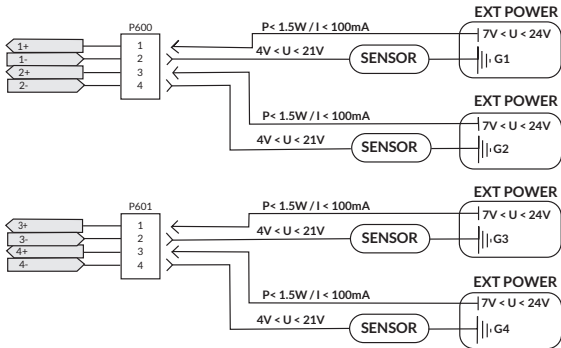 EXT POWER
P600
P< 1.5W / I < 100mA
7V < U < 24V
1+
1
4V < U < 21V
SENSOR
G1
1-
2
2+
3
2-
4
EXT POWER
P< 1.5W / I < 100mA
7V < U < 24V
4V < U < 21V
SENSOR
G2
EXT POWER
P601
P< 1.5W / I < 100mA
7V < U < 24V
3+
1
4V < U < 21V
SENSOR
G3
3-
2
4+
3
4-
4
EXT POWER
P< 1.5W / I < 100mA
7V < U < 24V
4V < U < 21V
SENSOR
G4